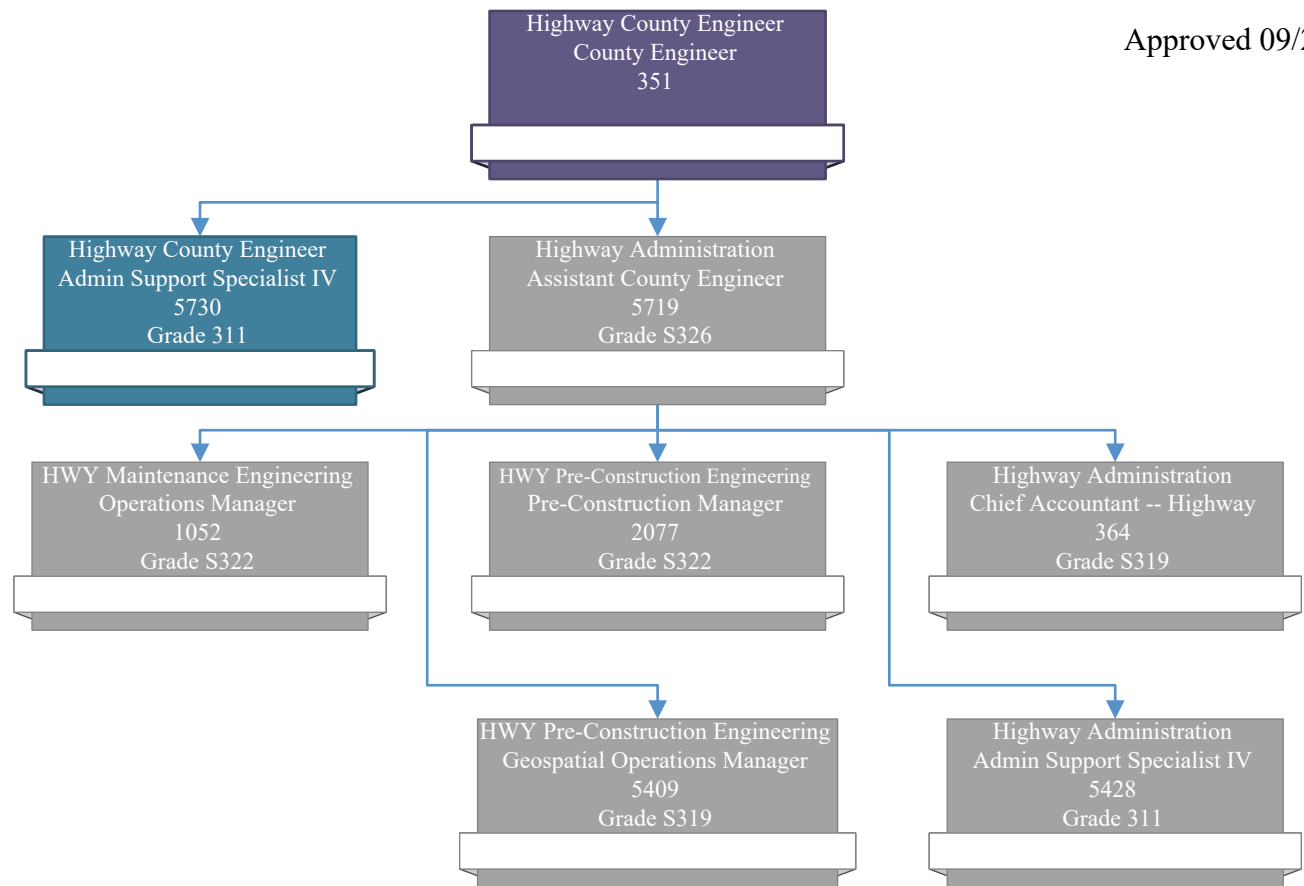 Highway County Engineer
County Engineer
351
Approved 09/2
Highway County Engineer
Admin Support Specialist IV
5730
Grade 311
Highway Administration
Assistant County Engineer
5719
Grade S326
HWY Maintenance Engineering
Operations Manager
1052
Grade S322
HWY Pre-Construction Engineering
Pre-Construction Manager
2077
Grade S322
Highway Administration
Chief Accountant -- Highway
364
Grade S319
HWY Pre-Construction Engineering
Geospatial Operations Manager
5409
Grade S319
Highway Administration
Admin Support Specialist IV
5428
Grade 311